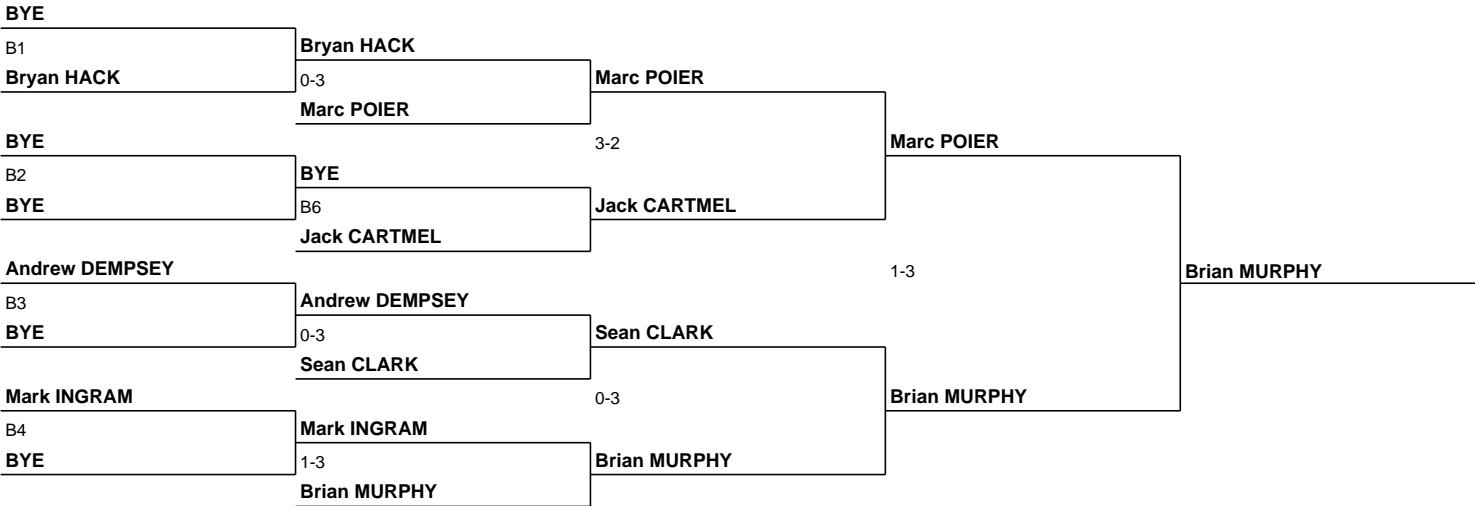 BYE
B1
Bryan HACK
Bryan HACK
0-3
Marc POIER
Marc POIER
BYE
B2
BYE
BYE
B6
Jack CARTMEL
3-2
Jack CARTMEL
Marc POIER
Andrew DEMPSEY
B3
BYE
Andrew DEMPSEY
0-3
Sean CLARK
Sean CLARK
Mark INGRAM
B4
BYE
Mark INGRAM
1-3
Brian MURPHY
0-3
Brian MURPHY
Brian MURPHY
1-3
Brian MURPHY